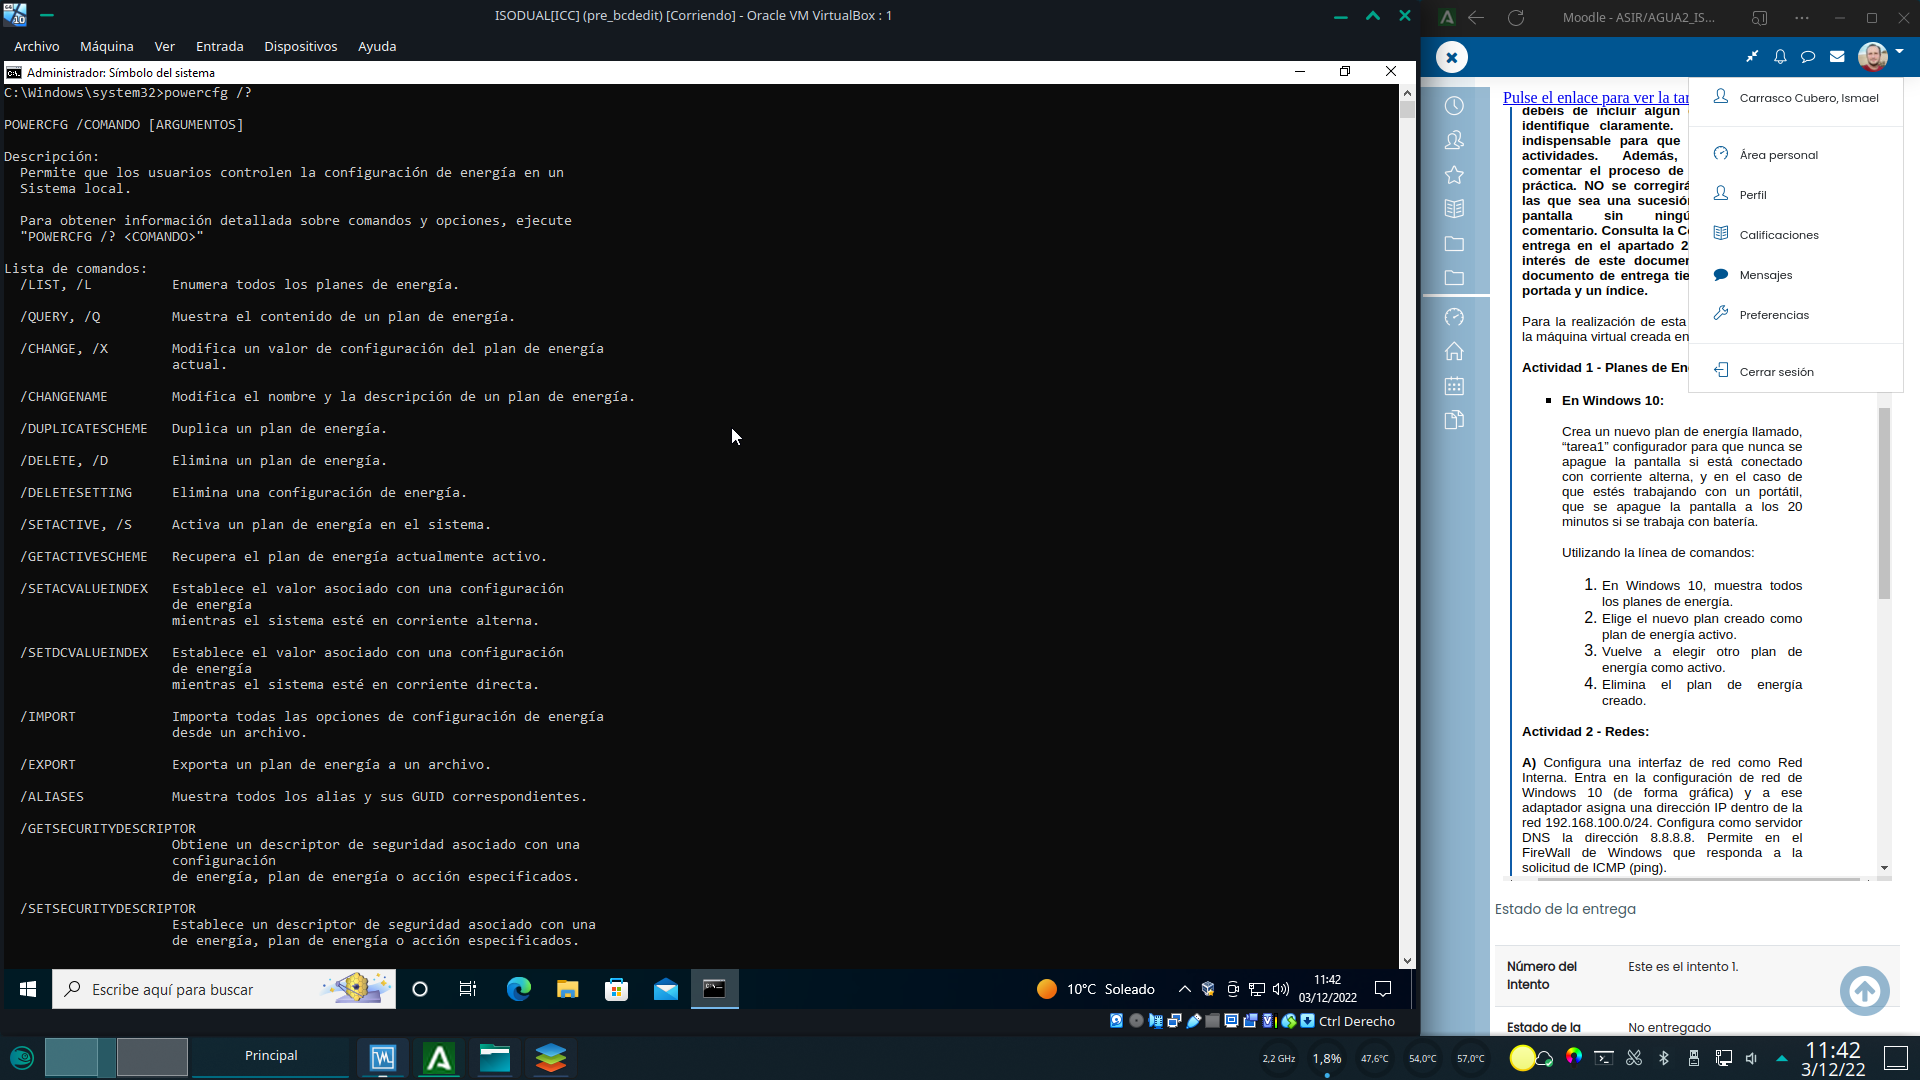 ISODUAL[ICC] (pre_bcdedit) [Corriendo] - Oracle VM VirtualBox : 1
Archivo Máquina Ver Entrada Dispositivos Ayuda
Administrador: Símbolo del sistema
C:\Windows\system32>powercfg /?
POWERCFG /COMANDO [ARGUMENTOS]
Descripción:
Permite que los usuarios controlen la configuración de energía en un
Sistema local.
Para obtener información detallada sobre comandos y opciones, ejecute
"POWERCFG /? <COMANDO>"
Lista de comandos:
/LIST, /L Enumera todos los planes de energía.
/QUERY, /Q Muestra el contenido de un plan de energía.
/CHANGE, /X Modifica un valor de configuración del plan de energía
actual.
/CHANGENAME Modifica el nombre y la descripción de un plan de energía.
/DUPLICATESCHEME Duplica un plan de energía.
/DELETE, /D Elimina un plan de energía.
/DELETESETTING Elimina una configuración de energía.
/SETACTIVE, /S Activa un plan de energía en el sistema.
/GETACTIVESCHEME Recupera el plan de energía actualmente activo.
/SETACVALUEINDEX Establece el valor asociado con una configuración
de energía
mientras el sistema esté en corriente alterna.
/SETDCVALUEINDEX Establece el valor asociado con una configuración
de energía
mientras el sistema esté en corriente directa.
/IMPORT Importa todas las opciones de configuración de energía
desde un archivo.
/EXPORT Exporta un plan de energía a un archivo.
/ALIASES Muestra todos los alias y sus GUID correspondientes.
/GETSECURITYDESCRIPTOR
Obtiene un descriptor de seguridad asociado con una
configuración
de energía, plan de energía o acción especificados.
/SETSECURITYDESCRIPTOR
Establece un descriptor de seguridad asociado con una
de energía, plan de energía o acción especificados.
Escribe aquí para buscar
10°C Soleado
11:42
03/12/2022
Ctrl Derecho
Moodle - ASIR/AGUA2_IS...
Pulse el enlace para ver la tar
debéis de incluir algún
identifique claramente.
indispensable para que
actividades. Además,
comentar el proceso de
práctica. NO se corregirá
las que sea una sucesión
pantalla sin ningú
comentario. Consulta la Co
entrega en el apartado 2
interés de este documen
documento de entrega tie
portada y un índice.
Para la realización de esta
la máquina virtual creada en
Actividad 1 - Planes de En
Carrasco Cubero, Ismael
Área personal
Perfil
Calificaciones
Mensajes
Preferencias
Cerrar sesión
En Windows 10:
Crea un nuevo plan de energía llamado,
“tarea1” configurador para que nunca se
apague la pantalla si está conectado
con corriente alterna, y en el caso de
que estés trabajando con un portátil,
que se apague la pantalla a los 20
minutos si se trabaja con batería.
Utilizando la línea de comandos:
1. En Windows 10, muestra todos
los planes de energía.
2. Elige el nuevo plan creado como
plan de energía activo.
3. Vuelve a elegir otro plan de
energía como activo.
4. Elimina el plan de energía
creado.
Actividad 2 - Redes:
A) Configura una interfaz de red como Red
Interna. Entra en la configuración de red de
Windows 10 (de forma gráfica) y a ese
adaptador asigna una dirección IP dentro de la
red 192.168.100.0/24. Configura como servidor
DNS la dirección 8.8.8.8. Permite en el
FireWall de Windows que responda a la
solicitud de ICMP (ping).
Estado de la entrega
Número del Este es el intento 1.
Intento
Estado de la No entregado
Principal
2,2 GHz 1,8% 47,6°C 54,0°C 57,0°C
11:42
3/12/22